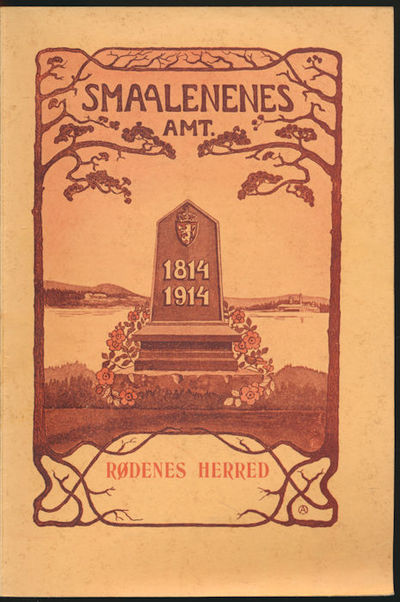 SMAALENENES
AMT.
1814
1914
RØDENES HERRED